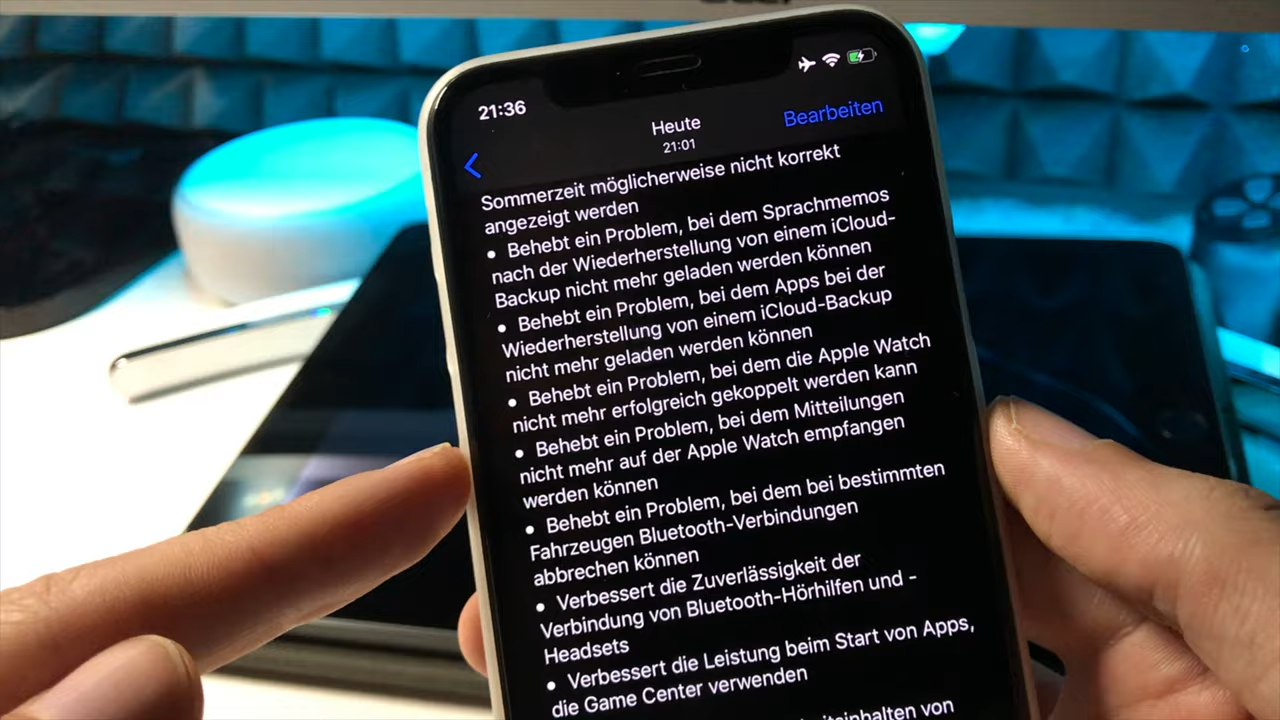 21:36
Heute
21:01
Bearbeiten
Sommerzeit möglicherweise nicht korrekt
angezeigt werden
• Behebt ein Problem, bei dem Sprachmemos
nach der Wiederherstellung von einem iCloud-
Backup nicht mehr geladen werden können
• Behebt ein Problem, bei dem Apps bei der
Wiederherstellung von einem iCloud-Backup
nicht mehr geladen werden können
• Behebt ein Problem, bei dem die Apple Watch
nicht mehr erfolgreich gekoppelt werden kann
• Behebt ein Problem, bei dem Mitteilungen
nicht mehr auf der Apple Watch empfangen
werden können
• Behebt ein Problem, bei dem bei bestimmten
Fahrzeugen Bluetooth-Verbindungen
abbrechen können
• Verbessert die Zuverlässigkeit der
Verbindung von Bluetooth-Hörhilfen und -
Headsets
• Verbessert die Leistung beim Start von Apps,
die Game Center verwenden
von